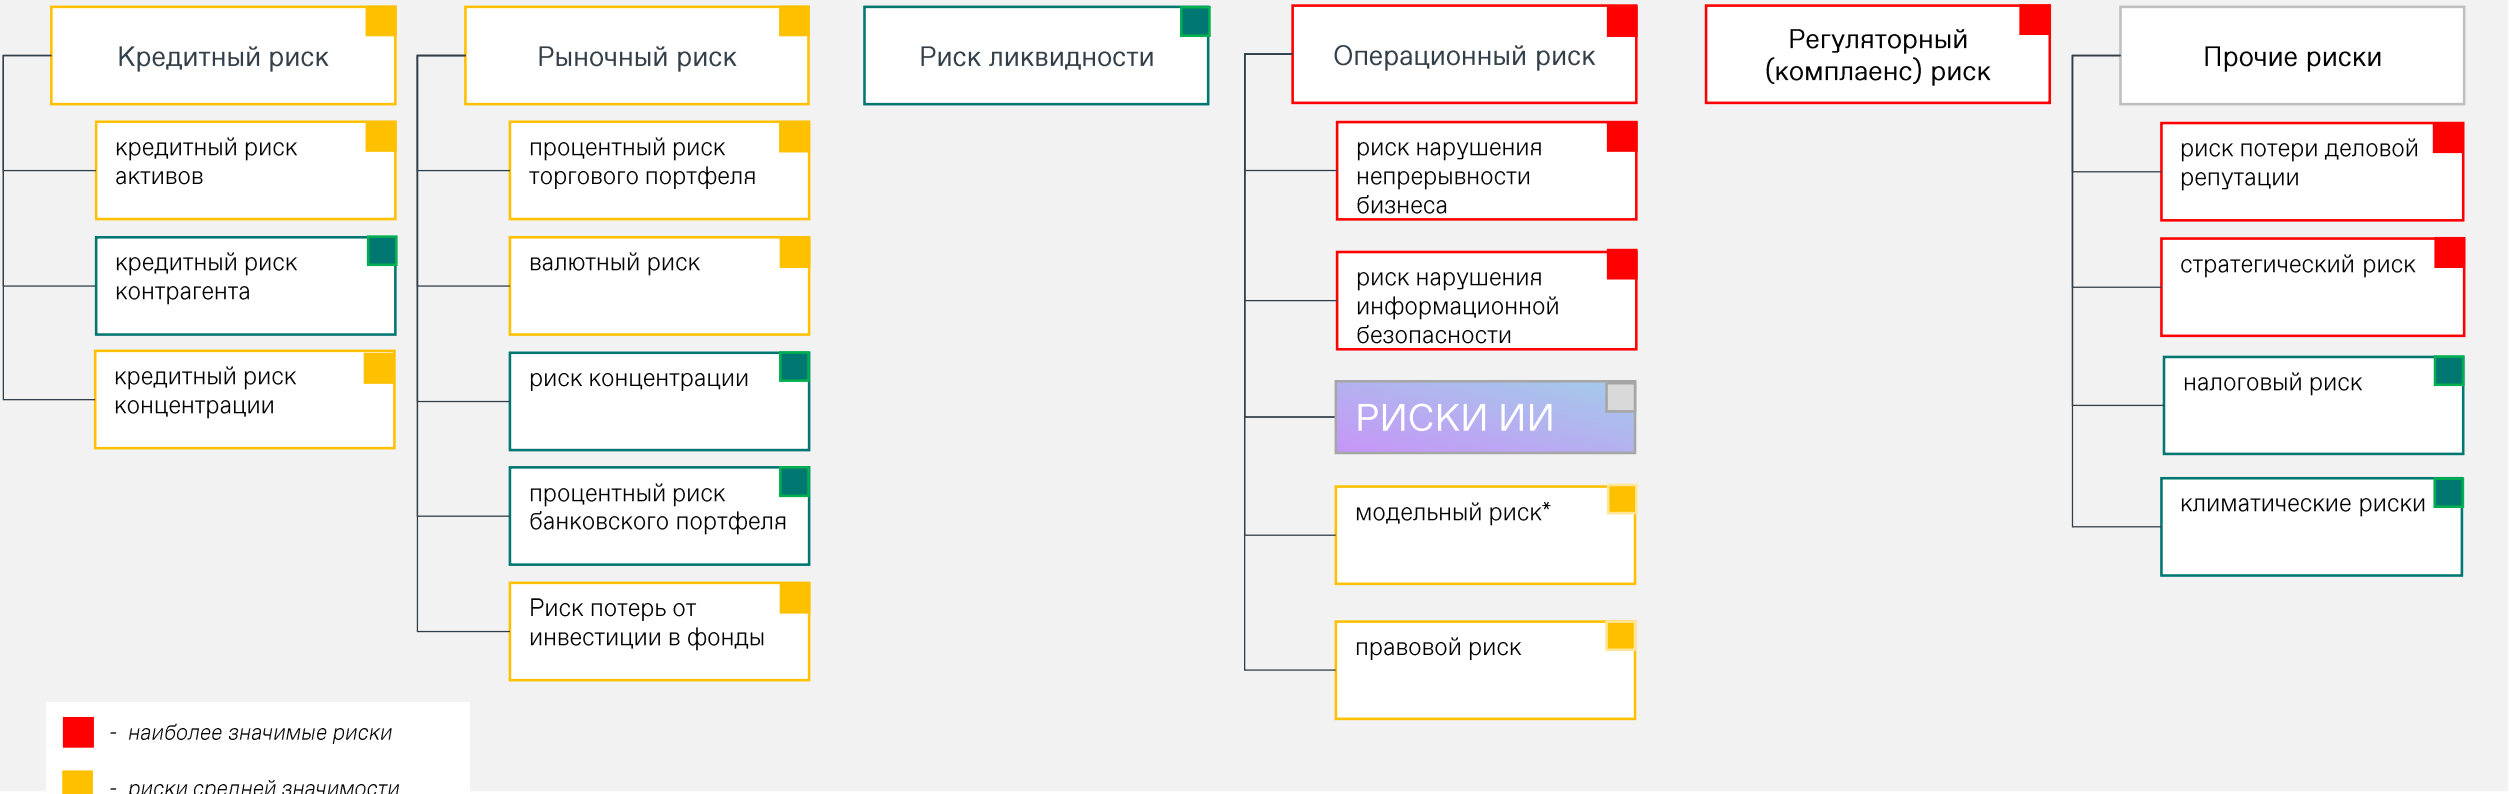 Кредитный риск
кредитный риск
активов
кредитный риск
контрагента
кредитный риск
концентрации
Рыночный риск
процентный риск
торгового портфеля
валютный риск
риск концентрации
процентный риск
банковского портфеля
Риск потерь от
инвестиции в фонды
Риск ликвидности
Операционный риск
риск нарушения
непрерывности
бизнеса
риск нарушения
информационной
безопасности
РИСКИ ИИ
модельный риск*
правовой риск
Регуляторный
(комплаенс) риск
Прочие риски
риск потери деловой
репутации
стратегический риск
налоговый риск
климатические риски
- наиболее значимые риски
- риски средней значимости